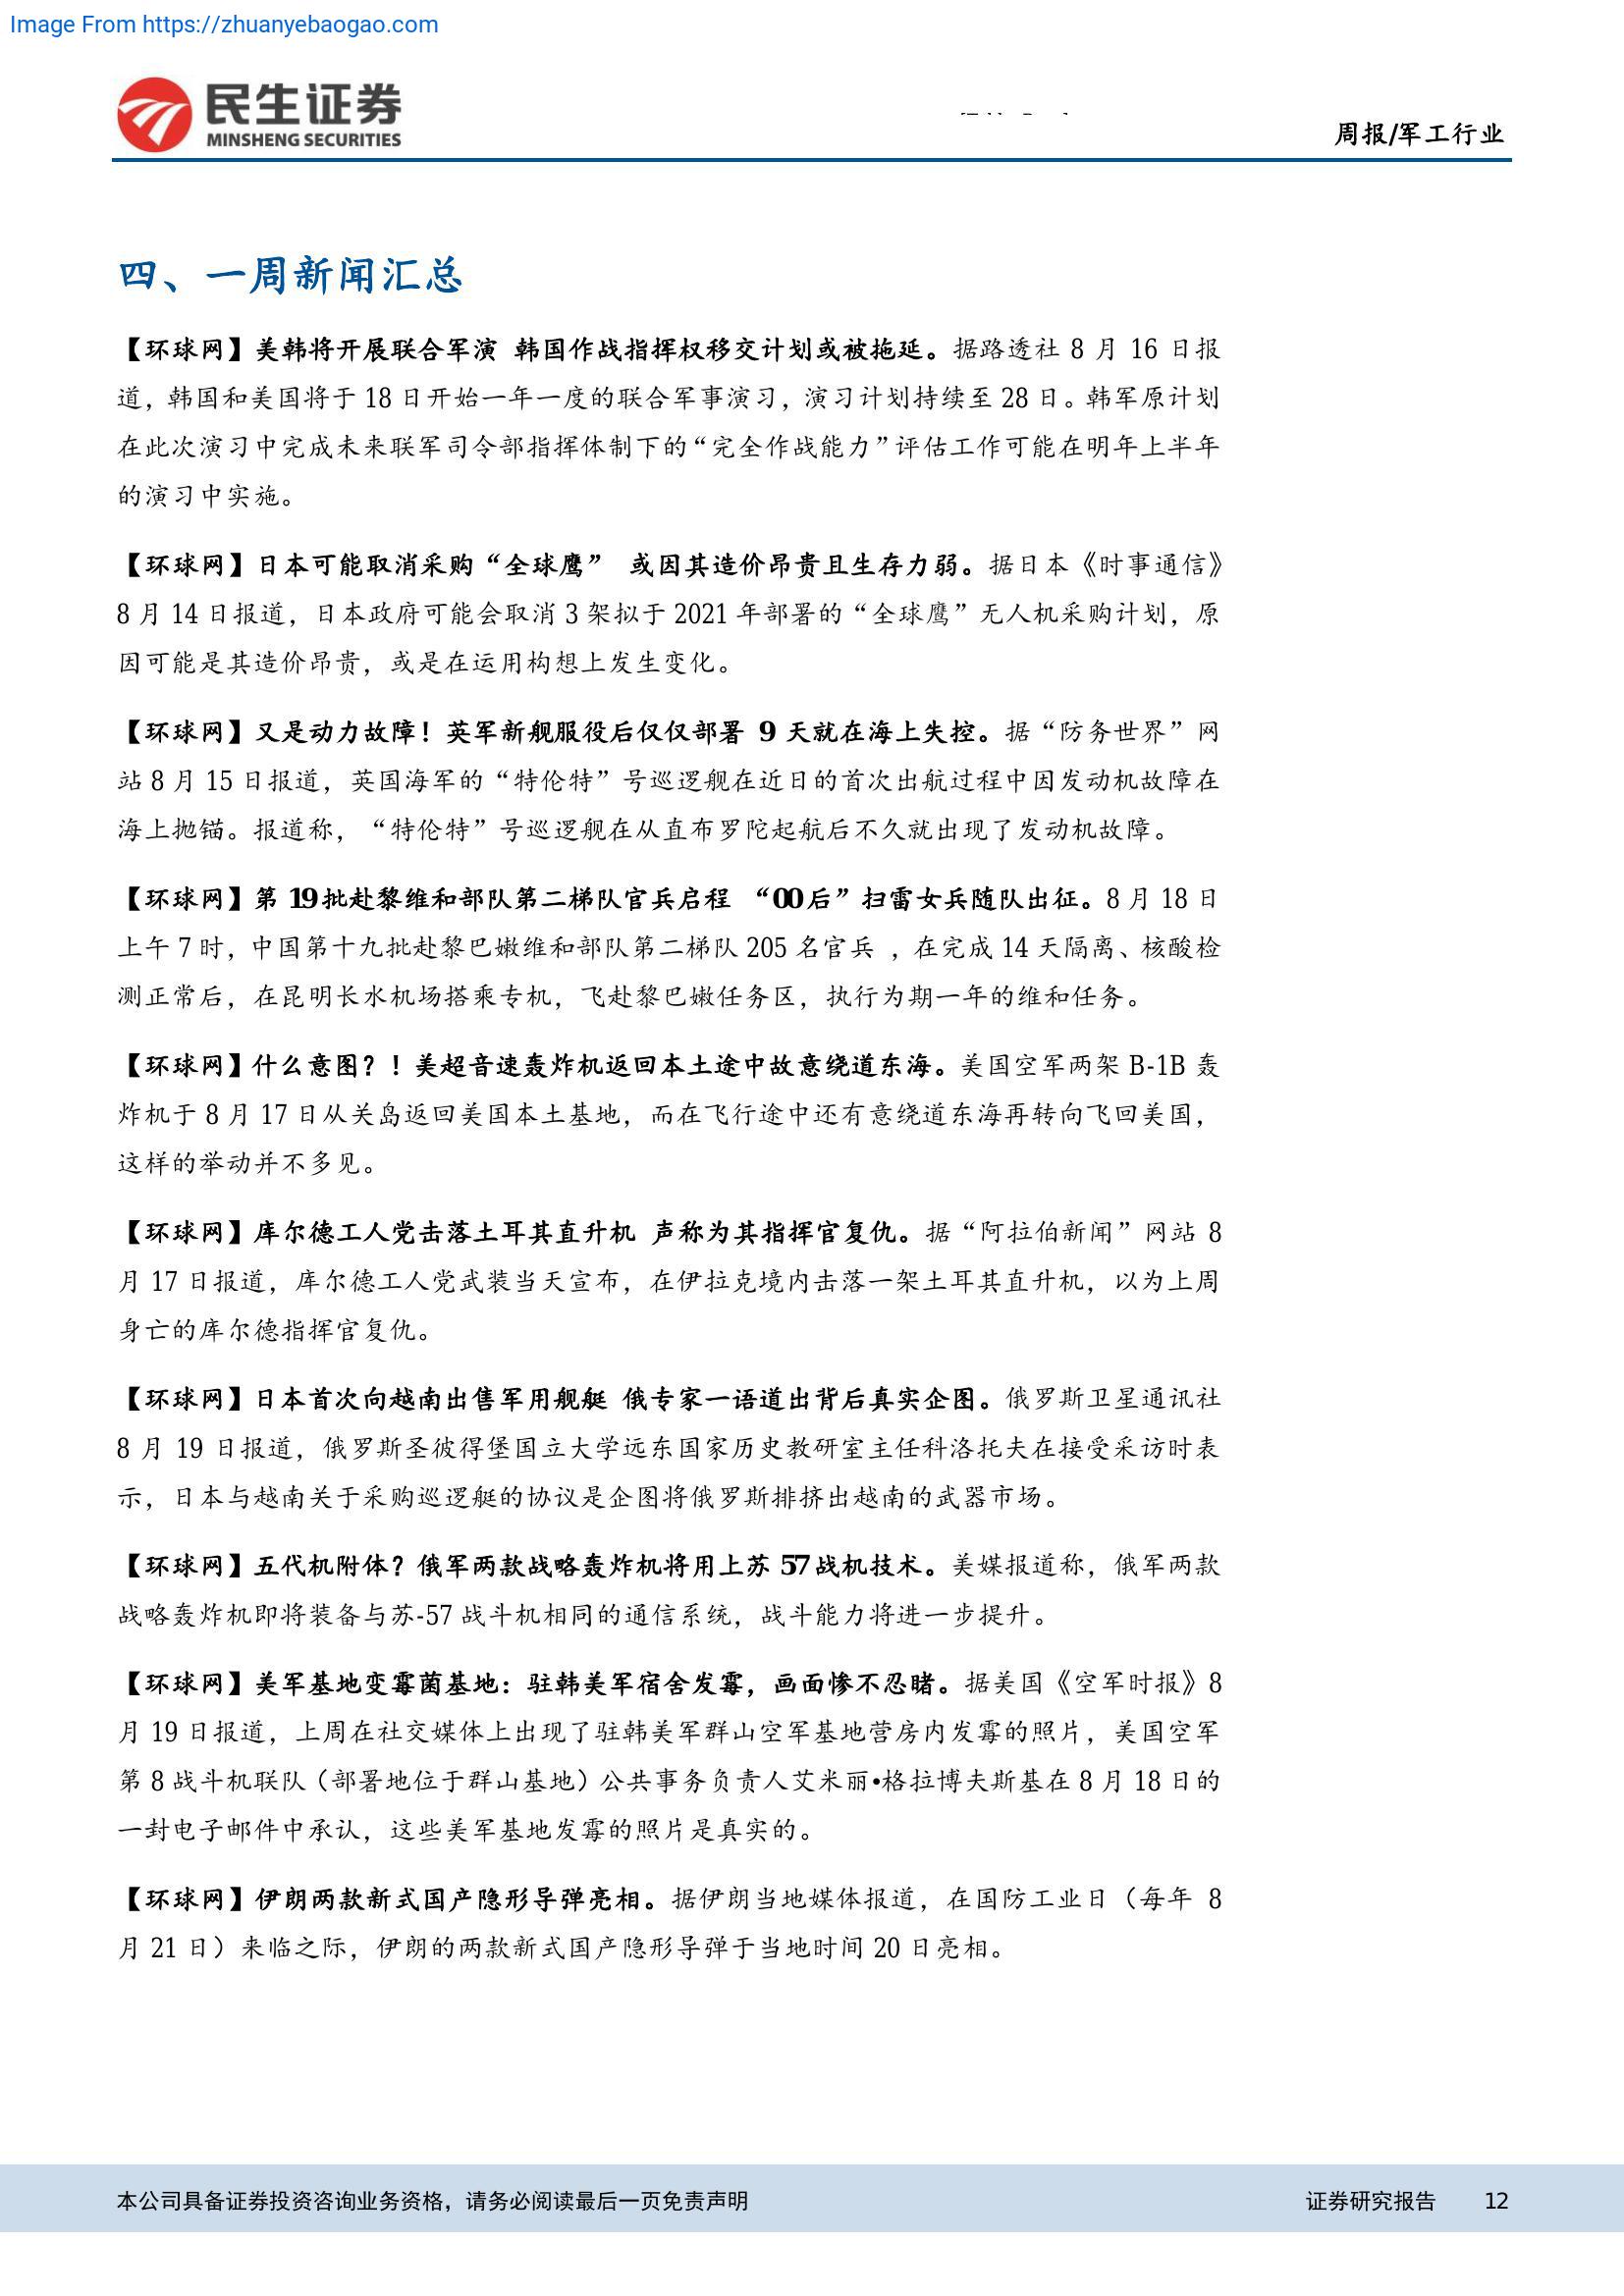 Image From https://zhuanyebaogao.com
民生证券
MINSHENG SECURITIES
周报/军工行业
四、一周新闻汇总
【环球网】美韩将开展联合军演 韩国作战指挥权移交计划或被拖延。据路透社 8 月 16 日报
道，韩国和美国将于 18 日开始一年一度的联合军事演习，演习计划持续至 28 日。韩军原计划
在此次演习中完成未来联军司令部指挥体制下的“完全作战能力”评估工作可能在明年上半年
的演习中实施。
【环球网】日本可能取消采购“全球鹰” 或因其造价昂贵且生存力弱。据日本《时事通信》
8 月 14 日报道，日本政府可能会取消 3 架拟于 2021 年部署的“全球鹰”无人机采购计划，原
因可能是其造价昂贵，或是在运用构想上发生变化。
【环球网】又是动力故障！英军新舰服役后仅仅部署 9 天就在海上失控。据“防务世界”网
站 8 月 15 日报道，英国海军的“特伦特”号巡逻舰在近日的首次出航过程中因发动机故障在
海上抛锚。报道称，“特伦特”号巡逻舰在从直布罗陀起航后不久就出现了发动机故障。
【环球网】第 19 批赴黎维和部队第二梯队官兵启程 “00 后”扫雷女兵随队出征。8 月 18 日
上午 7 时，中国第十九批赴黎巴嫩维和部队第二梯队 205 名官兵 ，在完成 14 天隔离、核酸检
测正常后，在昆明长水机场搭乘专机，飞赴黎巴嫩任务区，执行为期一年的维和任务。
【环球网】什么意图？！美超音速轰炸机返回本土途中故意绕道东海。美国空军两架 B-1B 轰
炸机于 8 月 17 日从关岛返回美国本土基地，而在飞行途中还有意绕道东海再转向飞回美国，
这样的举动并不多见。
【环球网】库尔德工人党击落土耳其直升机 声称为其指挥官复仇。据“阿拉伯新闻”网站 8
月 17 日报道，库尔德工人党武装当天宣布，在伊拉克境内击落一架土耳其直升机，以为上周
身亡的库尔德指挥官复仇。
【环球网】日本首次向越南出售军用舰艇 俄专家一语道出背后真实企图。俄罗斯卫星通讯社
8 月 19 日报道，俄罗斯圣彼得堡国立大学远东国家历史教研室主任科洛托夫在接受采访时表
示，日本与越南关于采购巡逻艇的协议是企图将俄罗斯排挤出越南的武器市场。
【环球网】五代机附体？俄军两款战略轰炸机将用上苏 57 战机技术。美媒报道称，俄军两款
战略轰炸机即将装备与苏-57 战斗机相同的通信系统，战斗能力将进一步提升。
【环球网】美军基地变霉菌基地：驻韩美军宿舍发霉，画面惨不忍睹。据美国《空军时报》8
月 19 日报道，上周在社交媒体上出现了驻韩美军群山空军基地营房内发霉的照片，美国空军
第 8 战斗机联队（部署地位于群山基地）公共事务负责人艾米丽•格拉博夫斯基在 8 月 18 日的
一封电子邮件中承认，这些美军基地发霉的照片是真实的。
【环球网】伊朗两款新式国产隐形导弹亮相。据伊朗当地媒体报道，在国防工业日（每年 8
月 21 日）来临之际，伊朗的两款新式国产隐形导弹于当地时间 20 日亮相。
本公司具备证券投资咨询业务资格，请务必阅读最后一页免责声明
证券研究报告 12